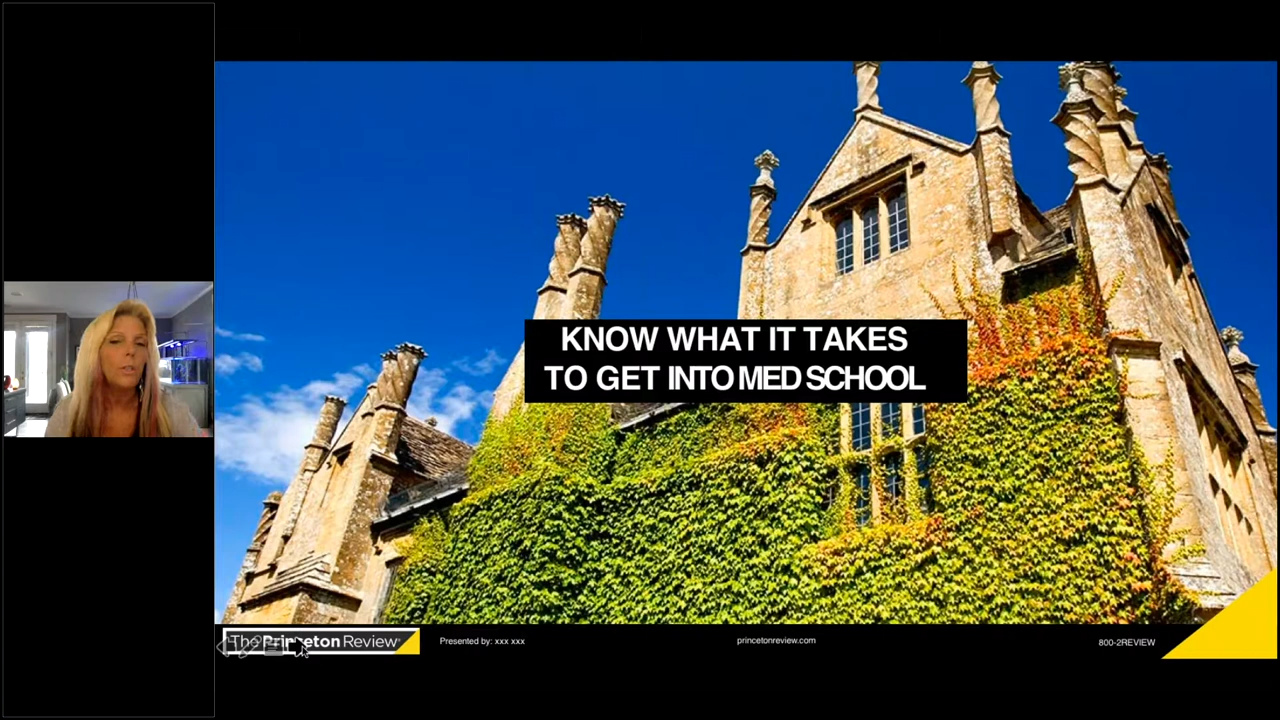 KNOW WHAT IT TAKES
TO GET INTO MED SCHOOL
The Princeton Review
Presented by: xxx xxx
princetonreview.com
800-2REVIEW